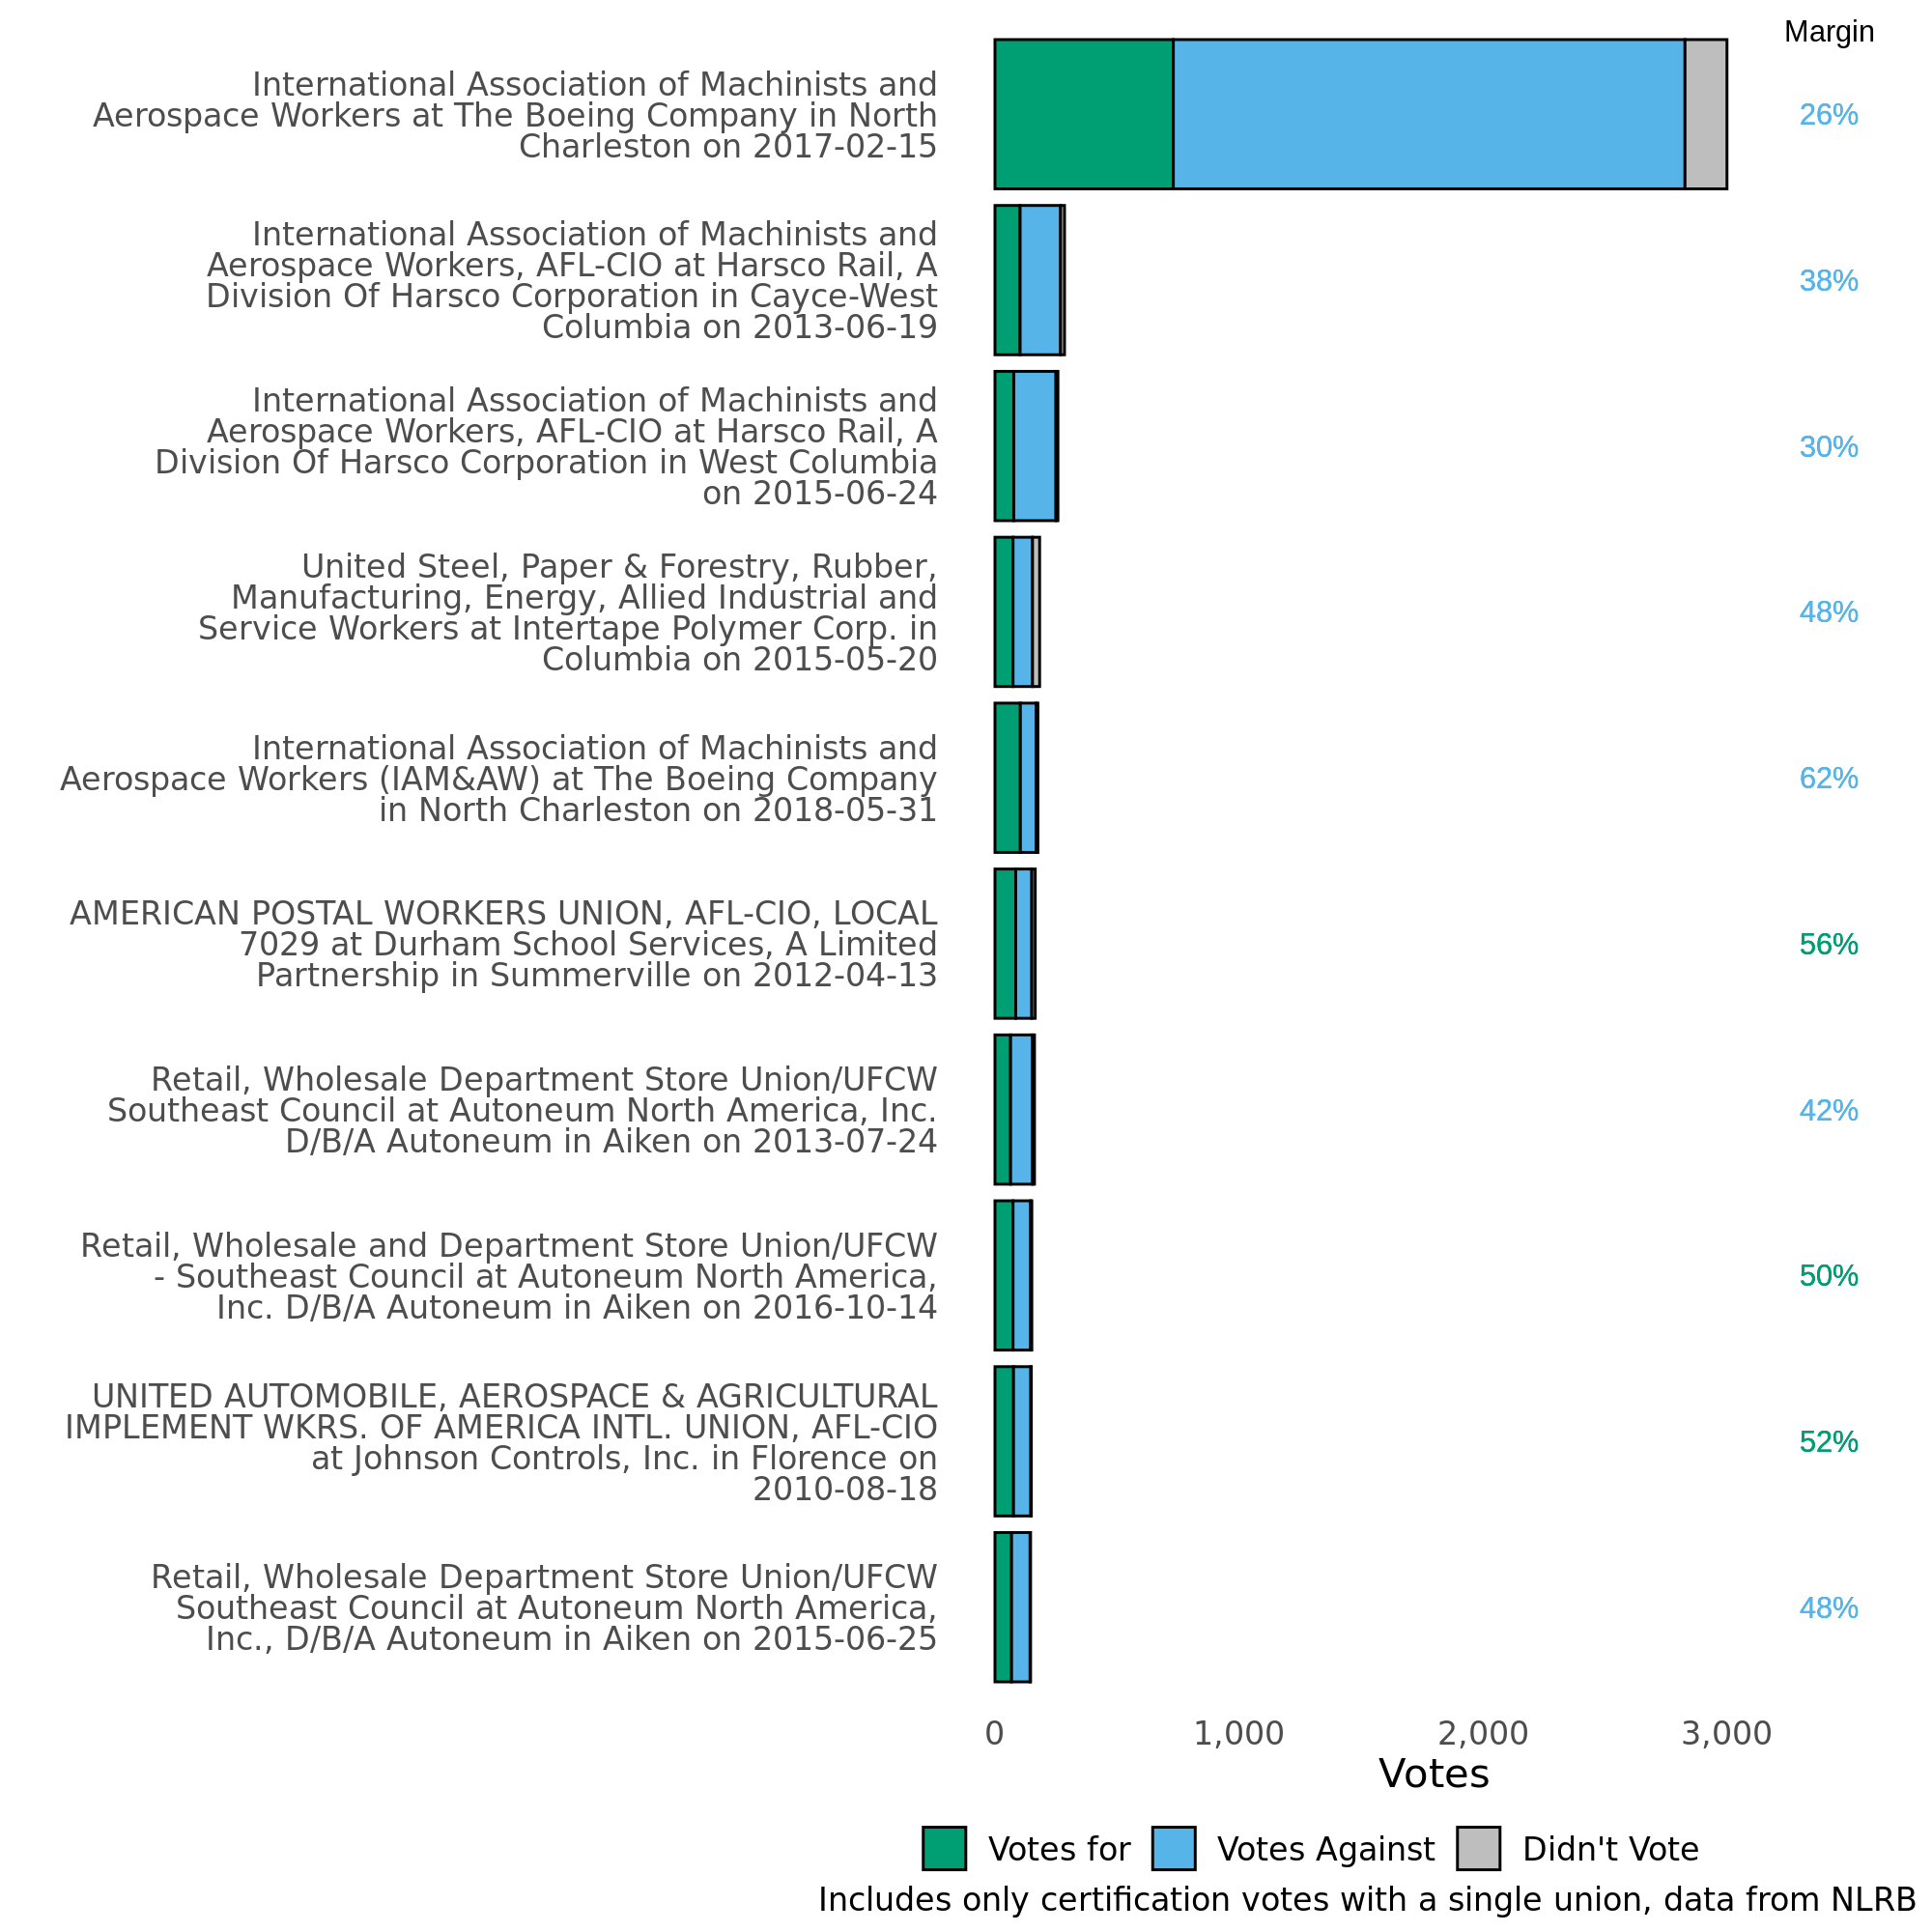 Margin
International Association of Machinists and
Aerospace Workers at The Boeing Company in North
Charleston on 2017-02-15
26%
International Association of Machinists and
Aerospace Workers, AFL-CIO at Harsco Rail, A
Division Of Harsco Corporation in Cayce-West
Columbia on 2013-06-19
38%
International Association of Machinists and
Aerospace Workers, AFL-CIO at Harsco Rail, A
Division Of Harsco Corporation in West Columbia
on 2015-06-24
30%
United Steel, Paper & Forestry, Rubber,
Manufacturing, Energy, Allied Industrial and
Service Workers at Intertape Polymer Corp. in
Columbia on 2015-05-20
48%
International Association of Machinists and
Aerospace Workers (IAM&AW) at The Boeing Company
in North Charleston on 2018-05-31
62%
AMERICAN POSTAL WORKERS UNION, AFL-CIO, LOCAL
7029 at Durham School Services, A Limited
Partnership in Summerville on 2012-04-13
56%
Retail, Wholesale Department Store Union/UFCW
Southeast Council at Autoneum North America, Inc.
D/B/A Autoneum in Aiken on 2013-07-24
42%
Retail, Wholesale and Department Store Union/UFCW
- Southeast Council at Autoneum North America,
Inc. D/B/A Autoneum in Aiken on 2016-10-14
50%
UNITED AUTOMOBILE, AEROSPACE & AGRICULTURAL
IMPLEMENT WKRS. OF AMERICA INTL. UNION, AFL-CIO
at Johnson Controls, Inc. in Florence on
2010-08-18
52%
Retail, Wholesale Department Store Union/UFCW
Southeast Council at Autoneum North America,
Inc., D/B/A Autoneum in Aiken on 2015-06-25
48%
0 1,000 2,000 3,000
Votes
Votes for Votes Against Didn't Vote
Includes only certification votes with a single union, data from NLRB